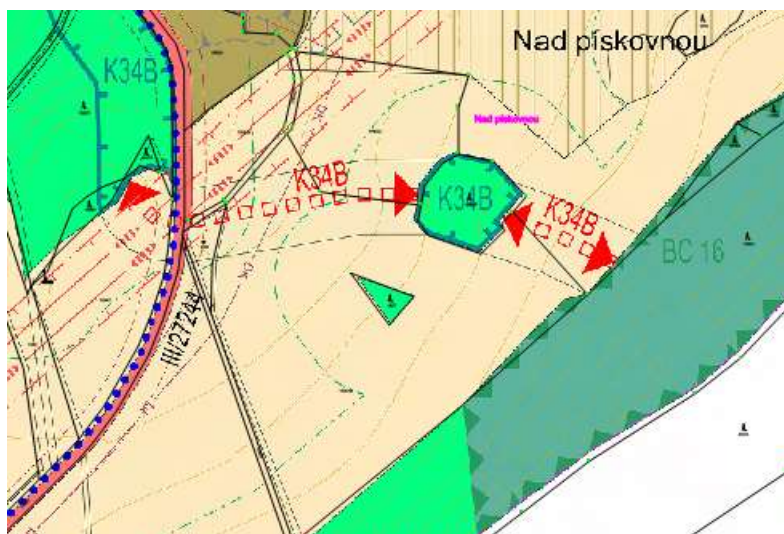 Nad pískovnou
K34B
Nad pískovnou
K34B
K34B
K34B
BC 16
III/27244